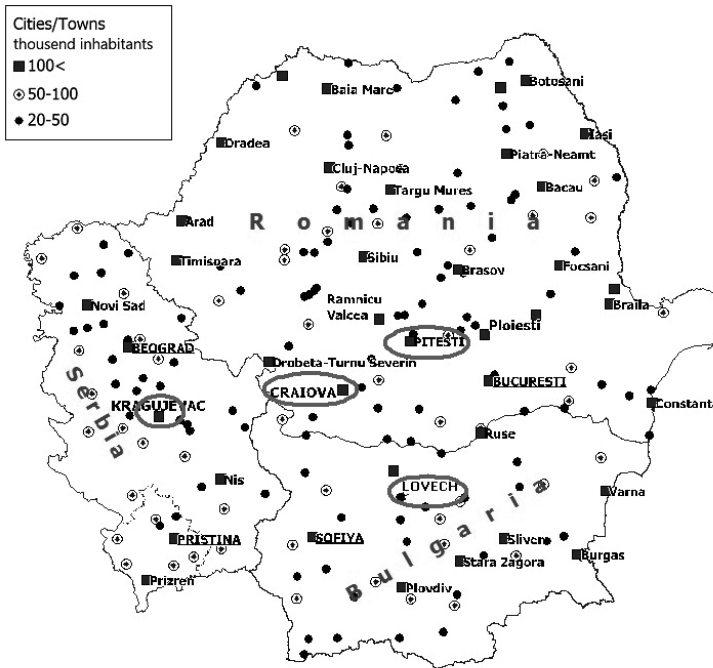 Cities/Towns
thousend inhabitants
100<
50-100
20-50
Botosani
Baia Mare
Iasi
Oradea
Piatra-Neamt
Cluj-Napoca
Targu Mures
Bacau
Arad
Romania
Timisoara
Sibiu
Focsani
Brasov
Novi Sad
Ramnicu
Valcea
Braila
Ploiesti
PITESTI
BEOGRAD
Drobeta-Turnu Severin
BUCURESTI
CRAIOVA
Serbia
KRAGUJEVAC
Constanta
Ruse
Nis
LOVECH
Varna
Bulgaria
PRISTINA
SOFIYA
Sliven
Burgas
Stara Zagora
Prizren
Plovdiv